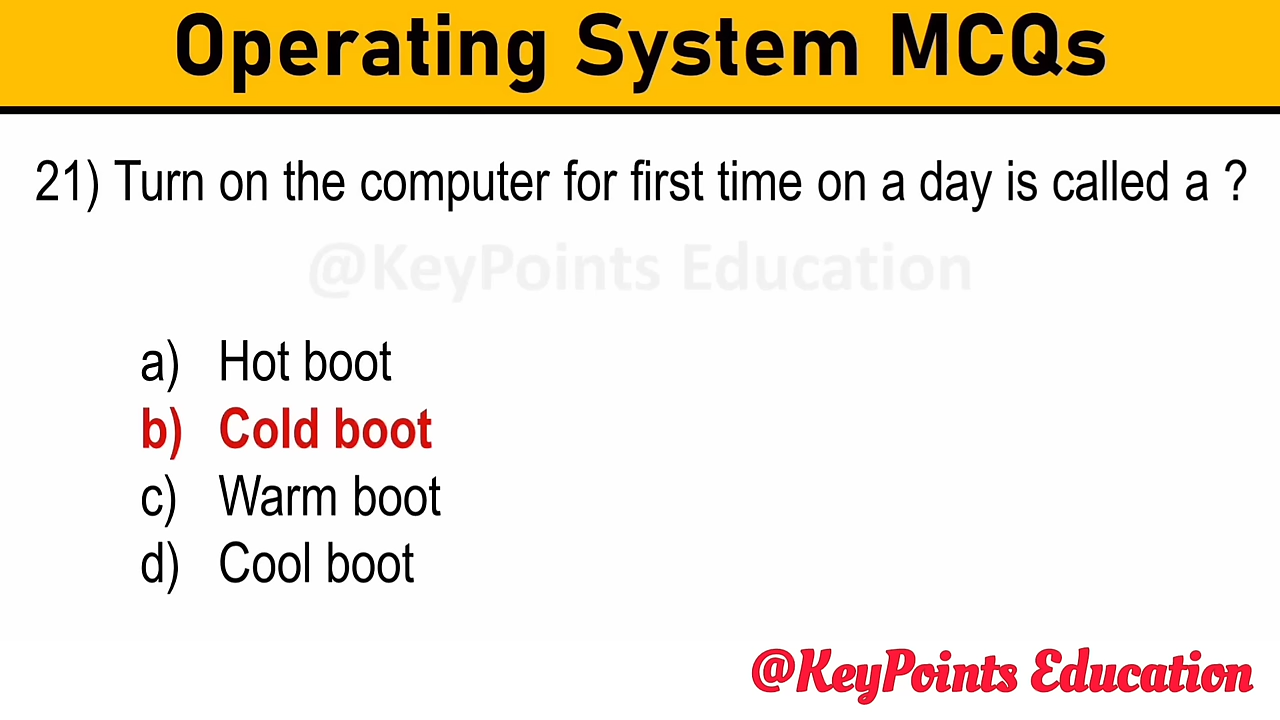 Operating System MCQs
21) Turn on the computer for first time on a day is called a ?
@KeyPoints Education
a) Hot boot
b) Cold boot
c) Warm boot
d) Cool boot
@KeyPoints Education